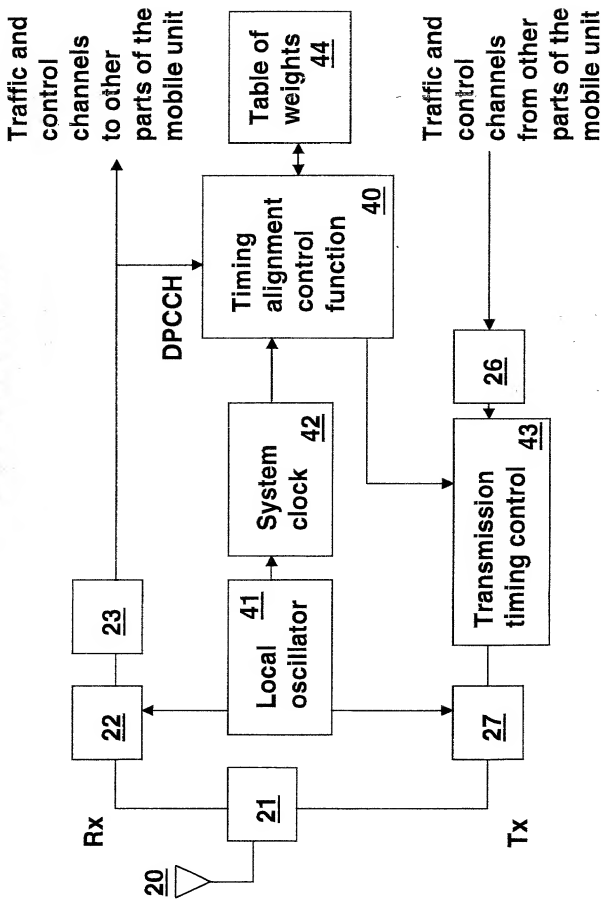 Traffic and
control
channels
to other
parts of the
mobile unit
Rx
22
23
DPCCH
20
21
Local
oscillator
41
System
clock
42
Timing
alignment
control
function
40
Table of
weights
44
Tx
27
Transmission
timing control
43
26
Traffic and
control
channels
from other
parts of the
mobile unit